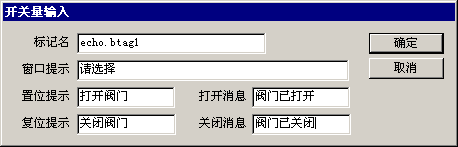 开关量输入
标记名 echo.btag1 确定
窗口提示 请选择 取消
置位提示 打开阀门 打开消息 阀门已打开
复位提示 关闭阀门 关闭消息 阀门已关闭